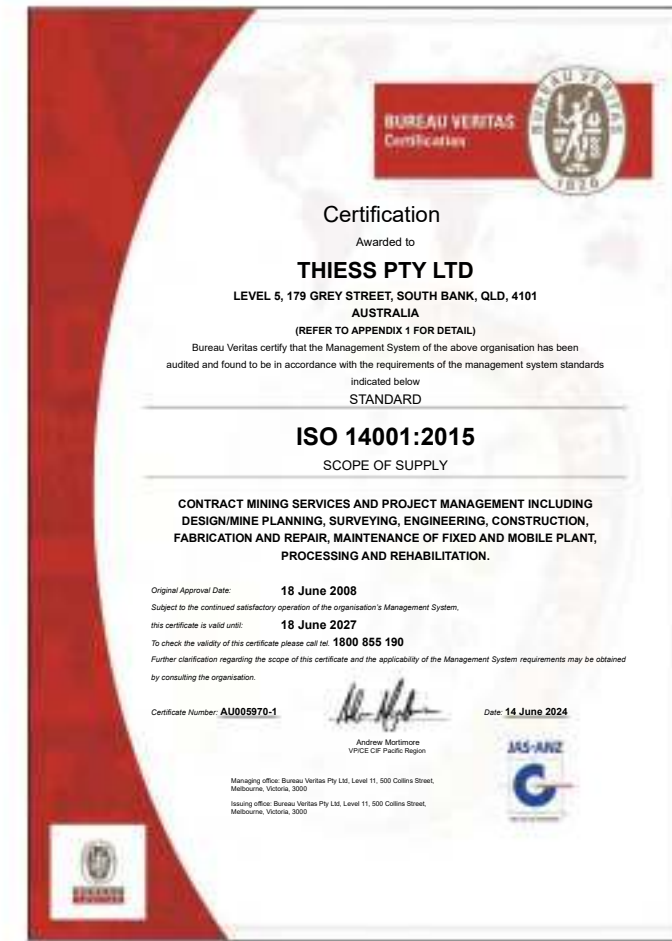 BUREAU VERITAS
Certification
BUREAU VERITAS
1828
Certification
Awarded to
THIESS PTY LTD
LEVEL 5, 179 GREY STREET, SOUTH BANK, QLD, 4101
AUSTRALIA
(REFER TO APPENDIX 1 FOR DETAIL)
Bureau Veritas certify that the Management System of the above organisation has been
audited and found to be in accordance with the requirements of the management system standards
indicated below
STANDARD
ISO 14001:2015
SCOPE OF SUPPLY
CONTRACT MINING SERVICES AND PROJECT MANAGEMENT INCLUDING
DESIGN/MINE PLANNING, SURVEYING, ENGINEERING, CONSTRUCTION,
FABRICATION AND REPAIR, MAINTENANCE OF FIXED AND MOBILE PLANT,
PROCESSING AND REHABILITATION.
Original Approval Date: 18 June 2008
Subject to the continued satisfactory operation of the organisation's Management System,
this certificate is valid until: 18 June 2027
To check the validity of this certificate please call tel. 1800 855 190
Further clarification regarding the scope of this certificate and the applicability of the Management System requirements may be obtained
by consulting the organisation.
Certificate Number: AU005970-1 Date: 14 June 2024
Andrew Mortimore
VP/CE CIF Pacific Region
JAS-ANZ
Managing office: Bureau Veritas Pty Ltd, Level 11, 500 Collins Street,
Melbourne, Victoria, 3000
Issuing office: Bureau Veritas Pty Ltd, Level 11, 500 Collins Street,
Melbourne, Victoria, 3000